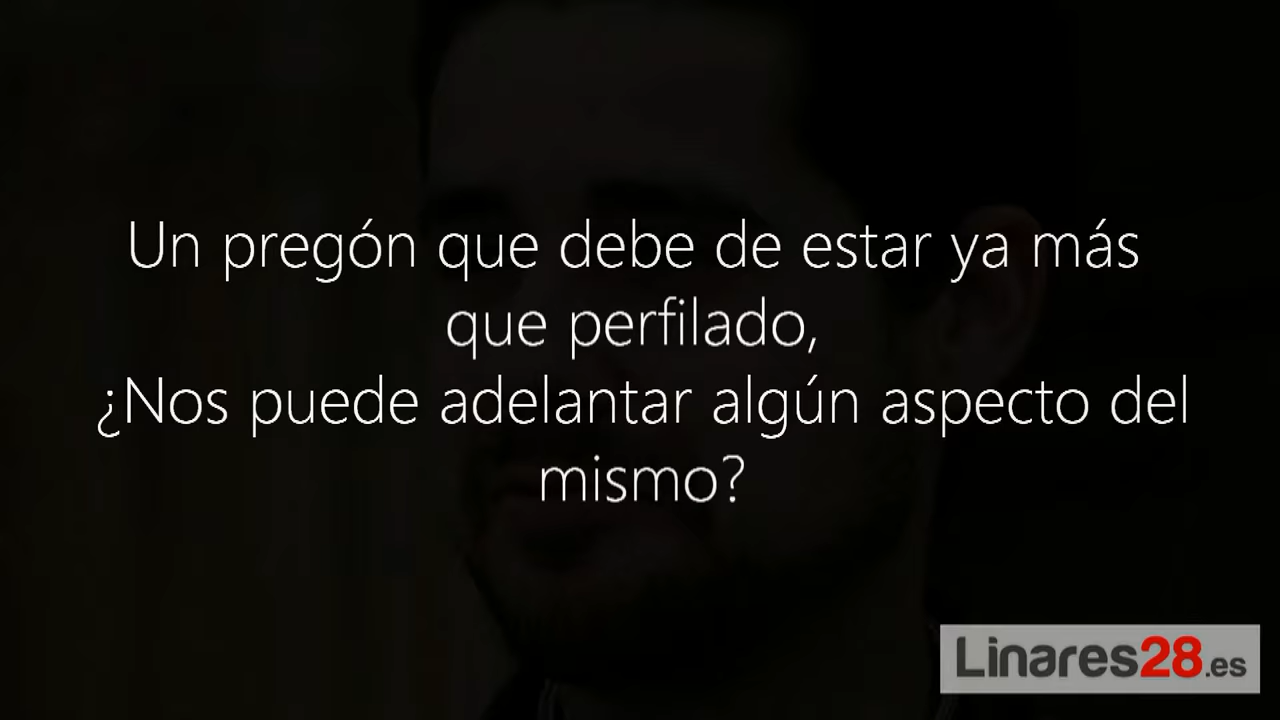 Un pregón que debe de estar ya más
que perfilado,
¿Nos puede adelantar algún aspecto del
mismo?
Linares28.es